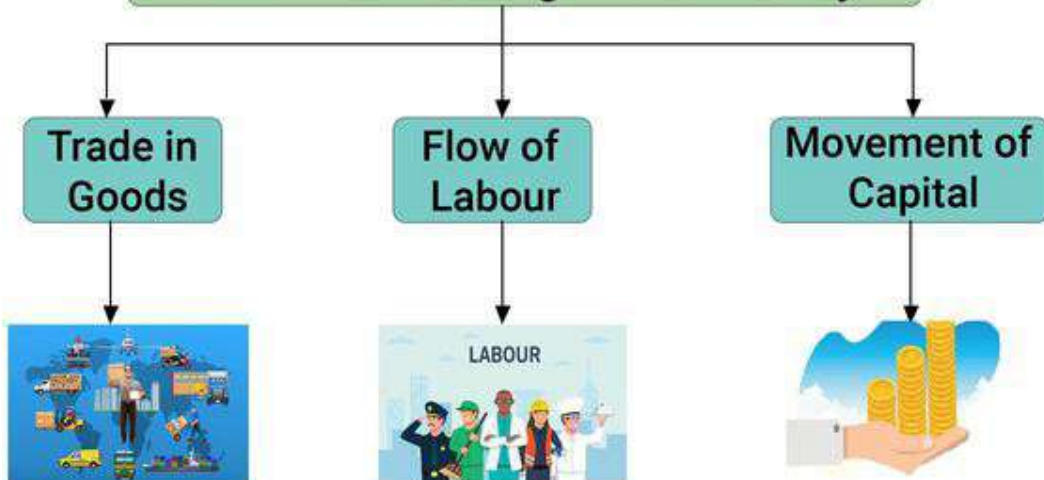 Trade in
Goods
Flow of
Labour
Movement of
Capital
LABOUR